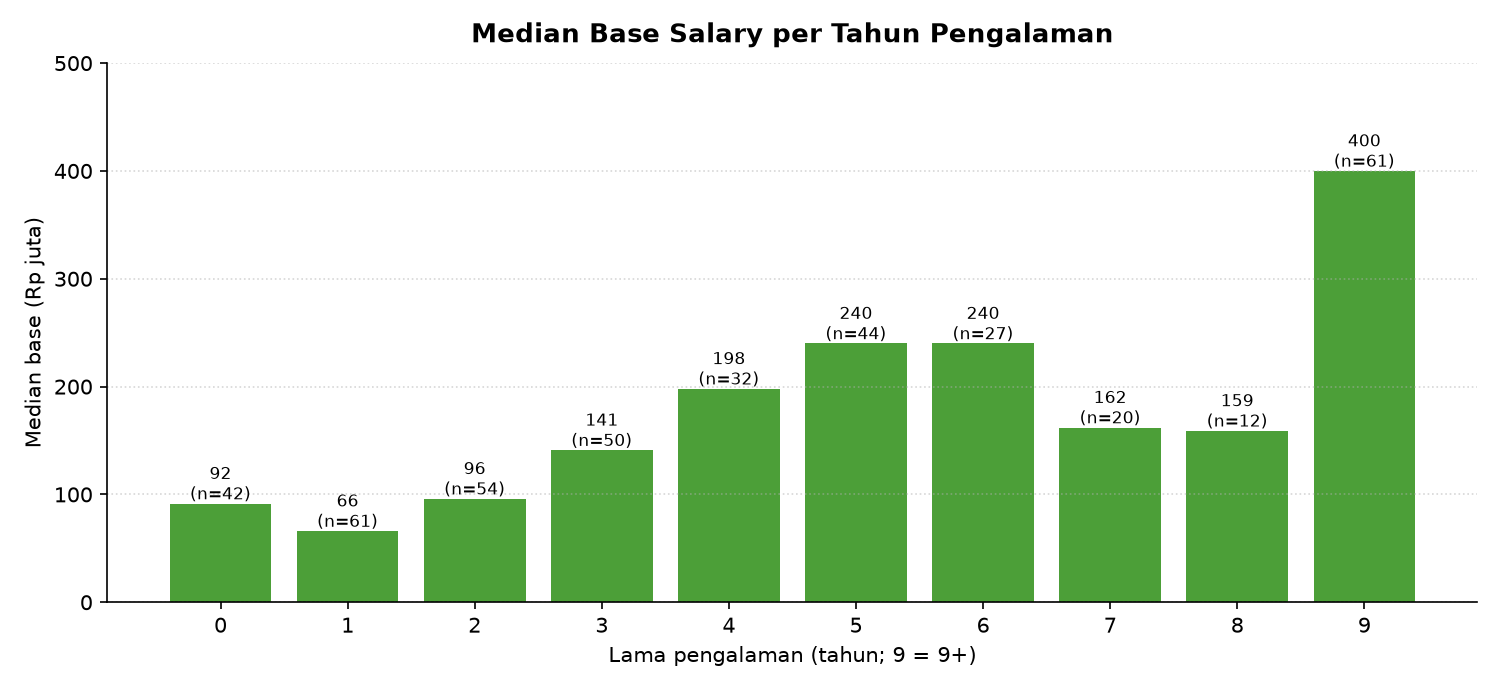 Median Base Salary per Tahun Pengalaman
Median base (Rp juta)
500
400
300
200
100
0
92
(n=42)
66
(n=61)
96
(n=54)
141
(n=50)
198
(n=32)
240
(n=44)
240
(n=27)
162
(n=20)
159
(n=12)
400
(n=61)
0 1 2 3 4 5 6 7 8 9
Lama pengalaman (tahun; 9 = 9+)